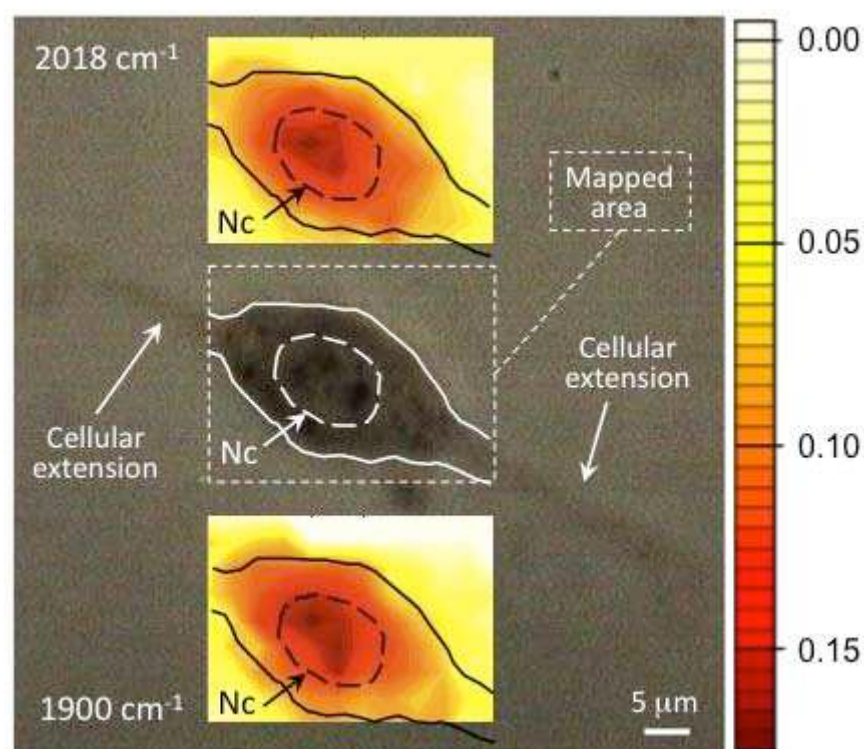 2018 cm-1
Nc
Mapped
area
Cellular
extension
Nc
Cellular
extension
Nc
1900 cm-1
5 µm
0.00
0.05
0.10
0.15